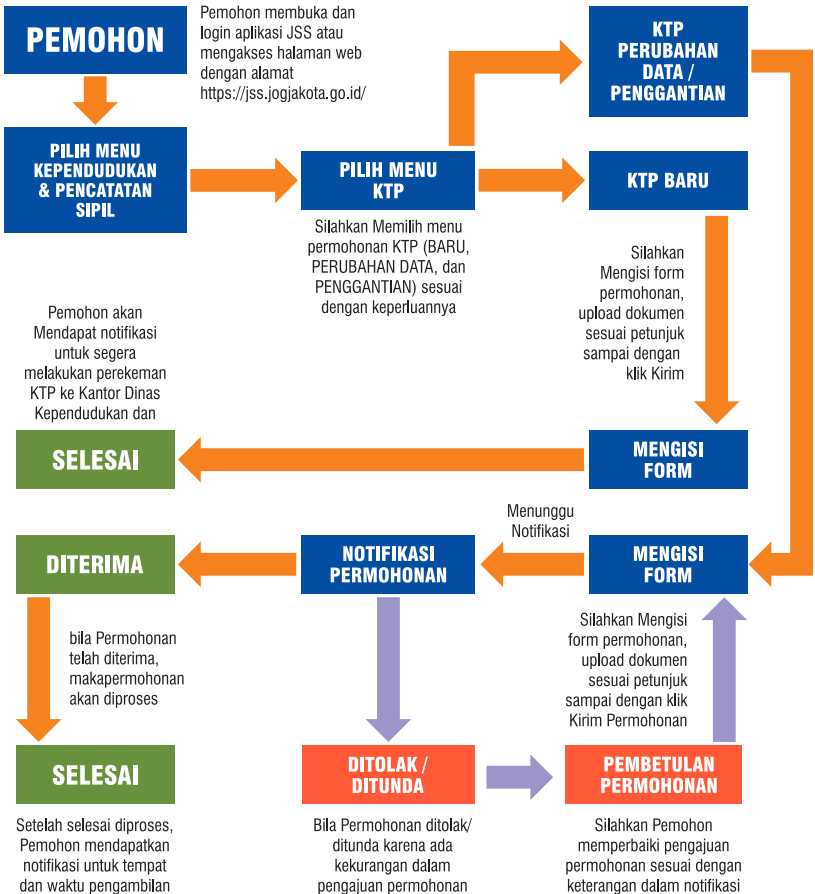 PEMOHON
Pemohon membuka dan
login aplikasi JSS atau
mengakses halaman web
dengan alamat
https://jss.jogjakota.go.id/
PILIH MENU
KEPENDUDUKAN
& PENCATATAN
SIPIL
PILIH MENU
KTP
Silahkan Memilih menu
permohonan KTP (BARU,
PERUBAHAN DATA, dan
PENGGANTIAN) sesuai
dengan keperluannya
KTP
PERUBAHAN
DATA /
PENGGANTIAN
KTP BARU
Silahkan
Mengisi form
permohonan,
upload dokumen
sesuai petunjuk
sampai dengan
klik Kirim
MENGISI
FORM
Pemohon akan
Mendapat notifikasi
untuk segera
melakukan perekeman
KTP ke Kantor Dinas
Kependudukan dan
SELESAI
MENGISI
FORM
Silahkan Mengisi
form permohonan,
upload dokumen
sesuai petunjuk
sampai dengan klik
Kirim Permohonan
Menunggu
Notifikasi
NOTIFIKASI
PERMOHONAN
DITERIMA
bila Permohonan
telah diterima,
makapermohonan
akan diproses
SELESAI
Setelah selesai diproses,
Pemohon mendapatkan
notifikasi untuk tempat
dan waktu pengambilan
DITOLAK /
DITUNDA
Bila Permohonan ditolak/
ditunda karena ada
kekurangan dalam
pengajuan permohonan
PEMBETULAN
PERMOHONAN
Silahkan Pemohon
memperbaiki pengajuan
permohonan sesuai dengan
keterangan dalam notifikasi